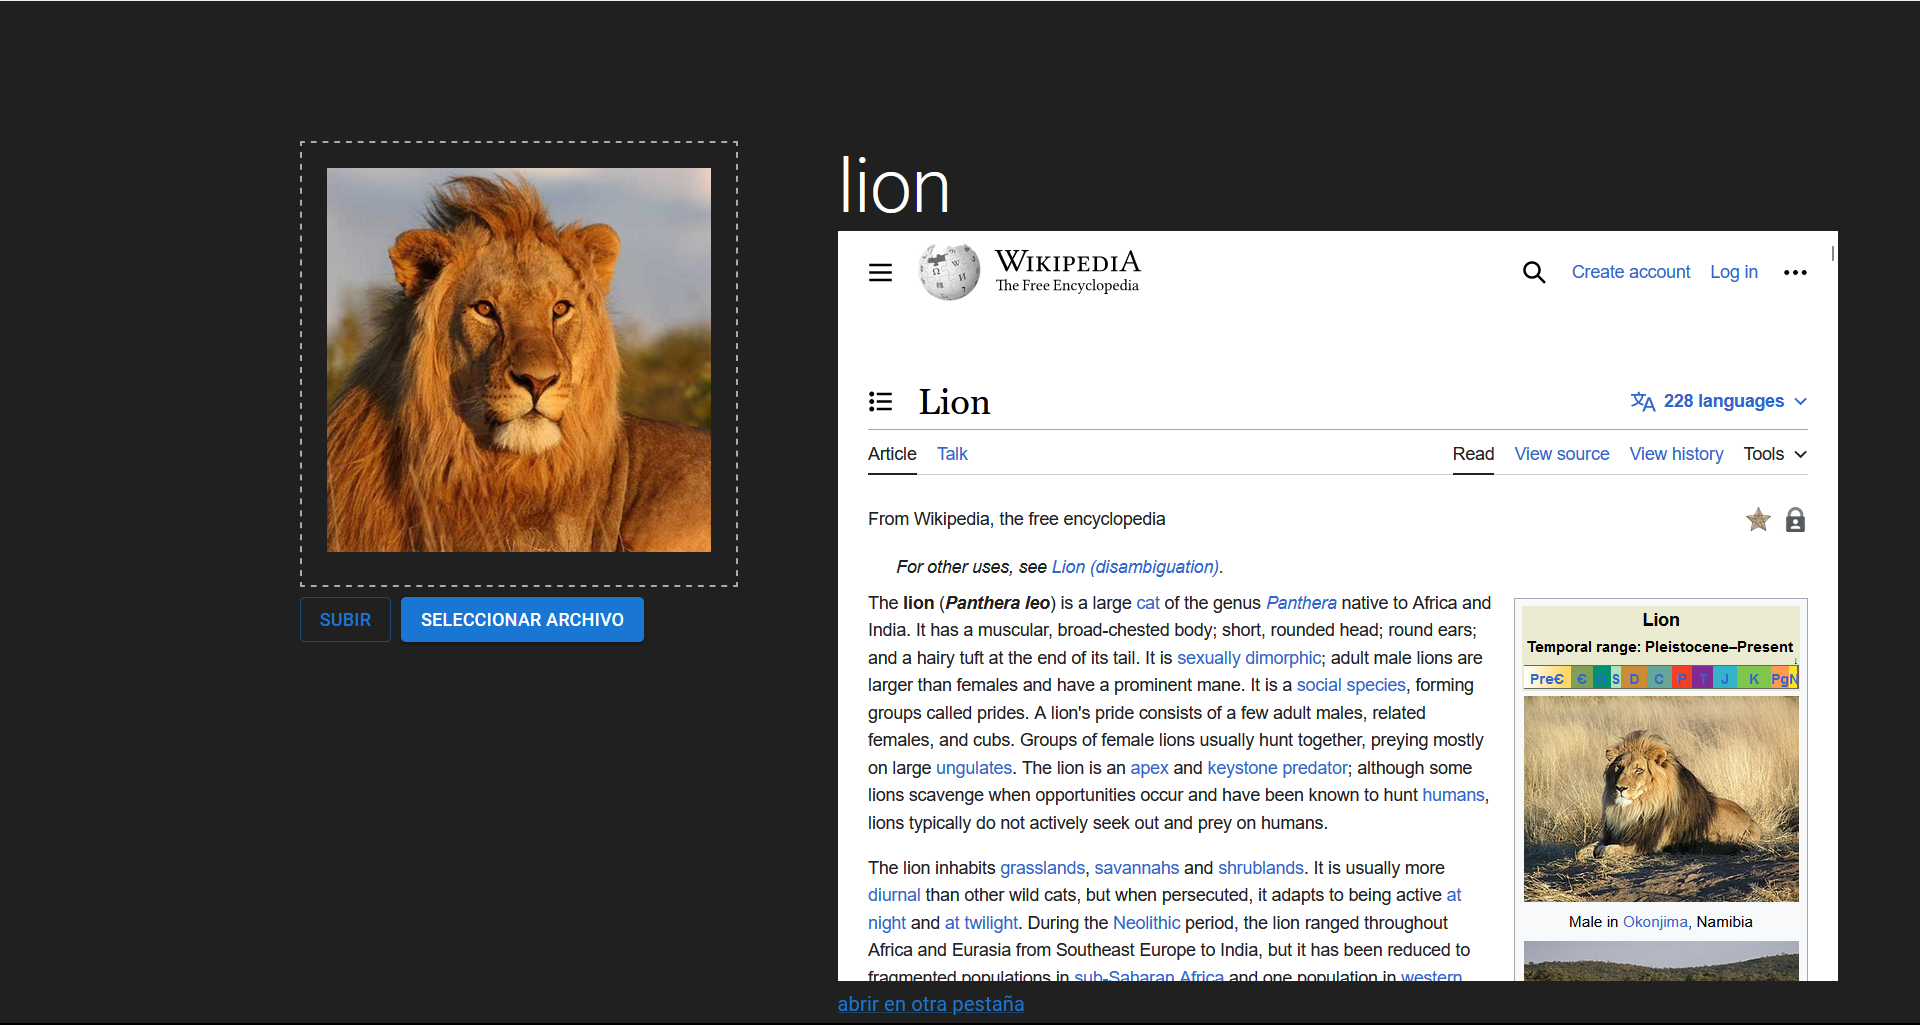 lion
WIKIPEDIA
The Free Encyclopedia
Create account Log in
Lion
228 languages
Article Talk
Read View source View history Tools
From Wikipedia, the free encyclopedia
For other uses, see Lion (disambiguation).
The lion (Panthera leo) is a large cat of the genus Panthera native to Africa and
India. It has a muscular, broad-chested body; short, rounded head; round ears;
and a hairy tuft at the end of its tail. It is sexually dimorphic; adult male lions are
larger than females and have a prominent mane. It is a social species, forming
groups called prides. A lion's pride consists of a few adult males, related
females, and cubs. Groups of female lions usually hunt together, preying mostly
on large ungulates. The lion is an apex and keystone predator; although some
lions scavenge when opportunities occur and have been known to hunt humans,
lions typically do not actively seek out and prey on humans.
The lion inhabits grasslands, savannahs and shrublands. It is usually more
diurnal than other wild cats, but when persecuted, it adapts to being active at
night and at twilight. During the Neolithic period, the lion ranged throughout
Africa and Eurasia from Southeast Europe to India, but it has been reduced to
fragmented populations in sub-Saharan Africa and one population in western
Lion
Temporal range: Pleistocene–Present
↓
PreЄ Є O S D C P T J K Pg N
Male in Okonjima, Namibia
SUBIR
SELECCIONAR ARCHIVO
abrir en otra pestaña